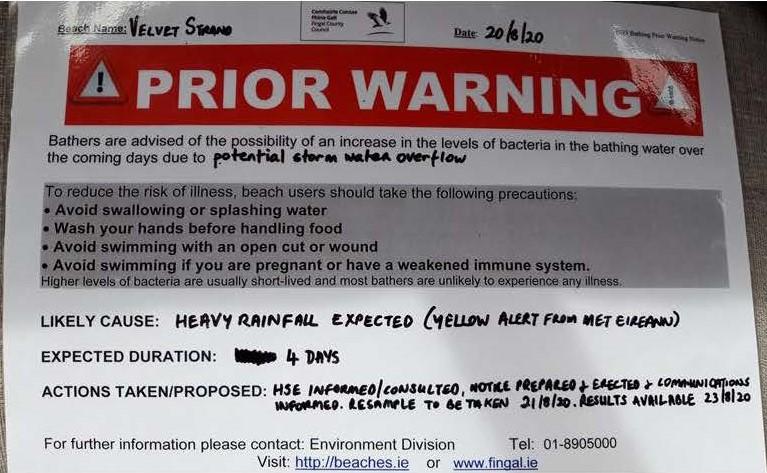 Comhairle Contae
Fhine Gall
Fingal County
Council
Beach Name: VELVET STRAND
Date: 20/8/20
2019 Bathing Prior Warning Notice
PRIOR WARNING
Bathers are advised of the possibility of an increase in the levels of bacteria in the bathing water over
the coming days due to potential storm water overflow
To reduce the risk of illness, beach users should take the following precautions:
• Avoid swallowing or splashing water
• Wash your hands before handling food
• Avoid swimming with an open cut or wound
• Avoid swimming if you are pregnant or have a weakened immune system.
Higher levels of bacteria are usually short-lived and most bathers are unlikely to experience any illness.
LIKELY CAUSE: HEAVY RAINFALL EXPECTED (YELLOW ALERT FROM MET EIREANN)
EXPECTED DURATION: 4 DAYS
ACTIONS TAKEN/PROPOSED: HSE INFORMED/CONSULTED, NOTICE PREPARED & ERECTED & COMMUNICATIONS
INFORMED. RESAMPLE TO BE TAKEN 21/8/20. RESULTS AVAILABLE 23/8/20
For further information please contact: Environment Division Tel: 01-8905000
Visit: http://beaches.ie or www.fingal.ie